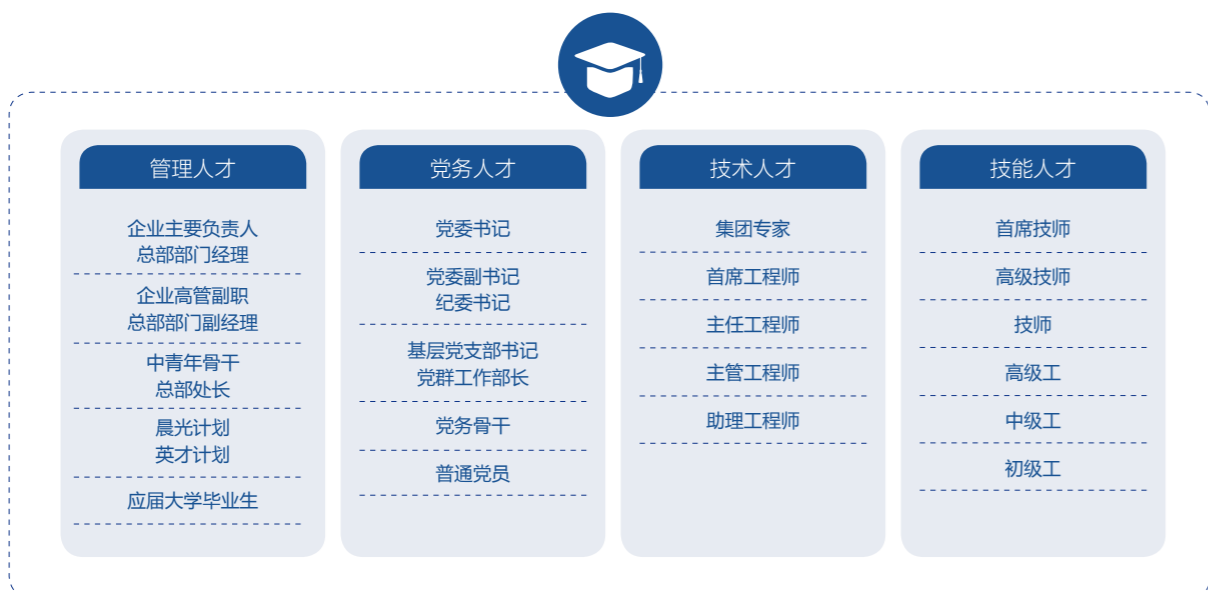 管理人才
企业主要负责人
总部部门经理
企业高管副职
总部部门副经理
中青年骨干
总部处长
晨光计划
英才计划
应届大学毕业生
党务人才
党委书记
党委副书记
纪委书记
基层党支部书记
党群工作部长
党务骨干
普通党员
技术人才
集团专家
首席工程师
主任工程师
主管工程师
助理工程师
技能人才
首席技师
高级技师
技师
高级工
中级工
初级工